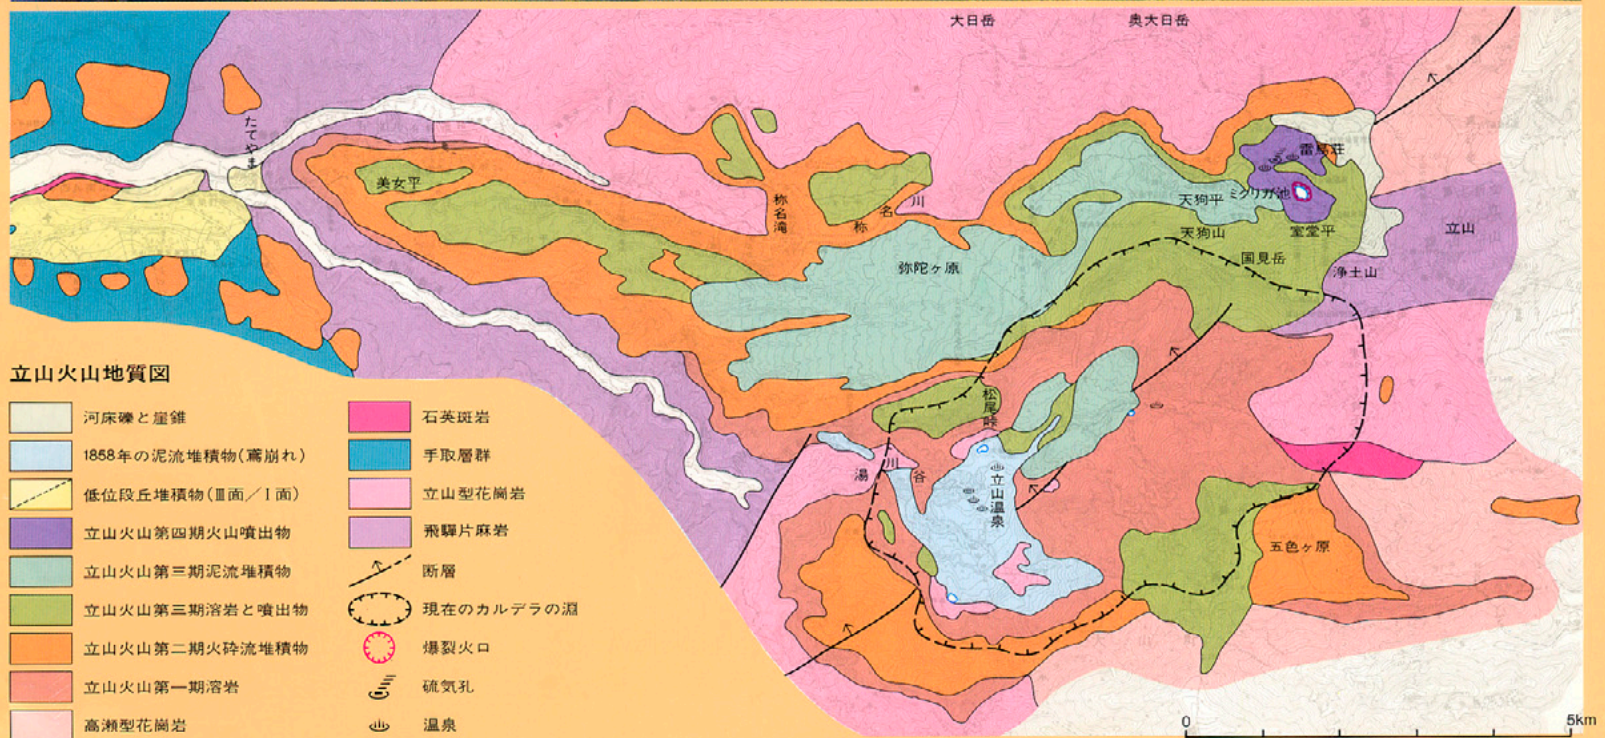 大日岳
奥大日岳
たてやま
美女平
称名滝
称名川
弥陀ヶ原
天狗平
ミクリガ池
雷鳥荘
天狗山
室堂平
国見岳
浄土山
立山
松尾峠
湯川谷
立山温泉
五色ヶ原
立山火山地質図
河床礫と崖錐
1858年の泥流堆積物(鳶崩れ)
低位段丘堆積物(Ⅲ面/Ⅰ面)
立山火山第四期火山噴出物
立山火山第三期泥流堆積物
立山火山第三期溶岩と噴出物
立山火山第二期火砕流堆積物
立山火山第一期溶岩
高瀬型花崗岩
石英斑岩
手取層群
立山型花崗岩
飛驒片麻岩
断層
現在のカルデラの淵
爆裂火口
硫気孔
温泉
0
5km